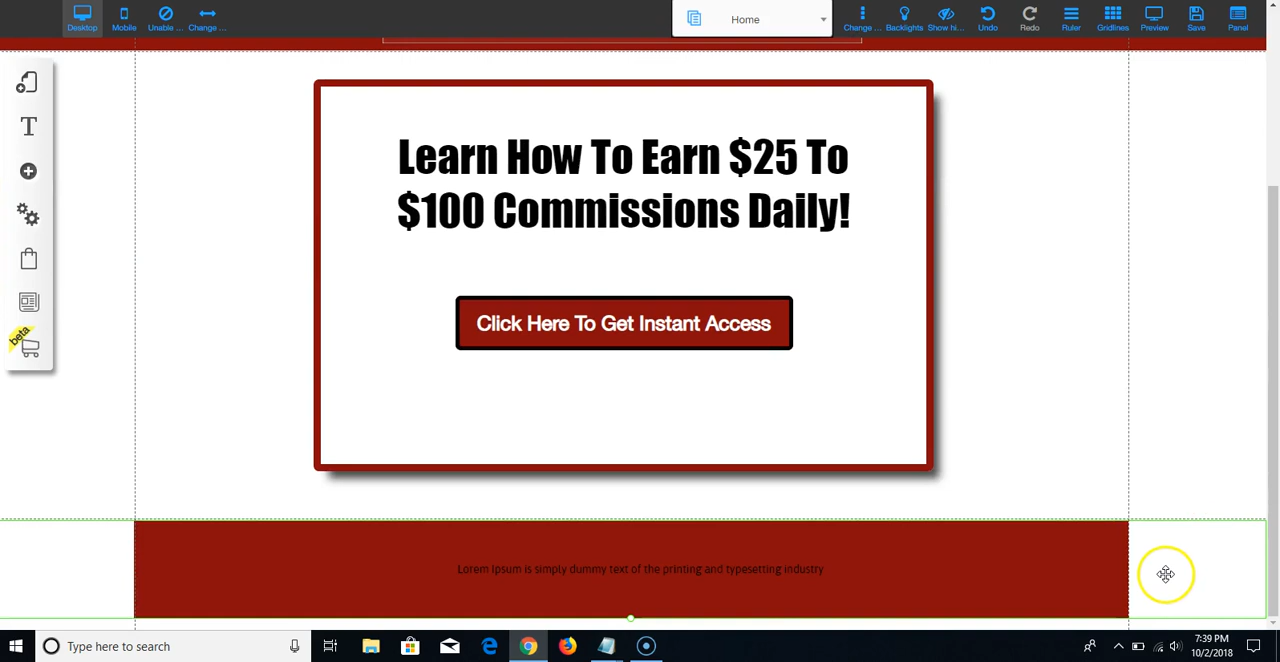 Desktop
Mobile
Unable ...
Change ...
Home
Change ...
Backlights
Show hi...
Undo
Redo
Ruler
Gridlines
Preview
Save
Panel
T
beta
Learn How To Earn $25 To
$100 Commissions Daily!
Click Here To Get Instant Access
Lorem Ipsum is simply dummy text of the printing and typesetting industry
Type here to search
7:39 PM
10/2/2018